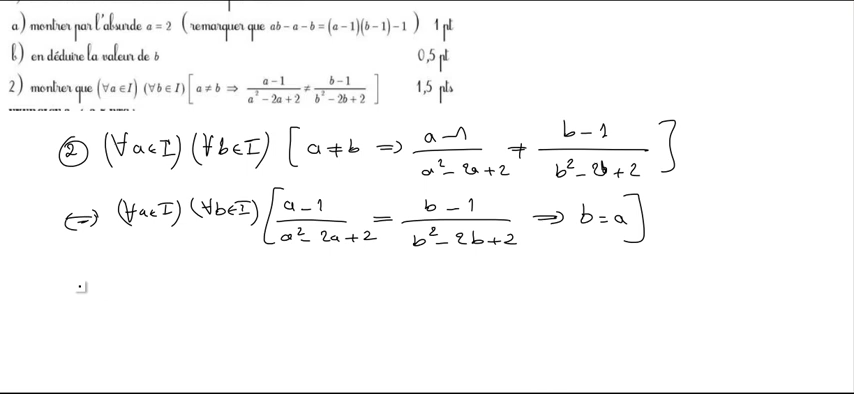 a) montrer par l'absurde a = 2 (remarquer que ab - a - b = (a - 1)(b - 1) - 1) 1 pt
b) en déduire la valeur de b 0,5 pt
2) montrer que (∀a ∈ I) (∀b ∈ I) [a ≠ b ⇒ (a - 1)/(a² - 2a + 2) ≠ (b - 1)/(b² - 2b + 2)] 1,5 pts
② (∀a∈I) (∀b∈I) [a ≠ b ⇒ (a - 1)/(a² - 2a + 2) ≠ (b - 1)/(b² - 2b + 2)]
⇔ (∀a∈I) (∀b∈I) [(a - 1)/(a² - 2a + 2) = (b - 1)/(b² - 2b + 2) ⇒ b = a]